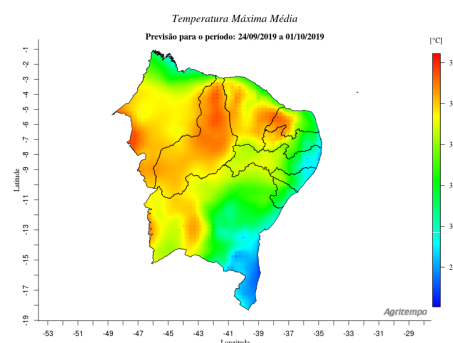 Temperatura Máxima Média
Previsão para o período: 24/09/2019 a 01/10/2019
[°C]
-1
-2
-3
-4
-5
-6
-7
-9
-11
-13
-15
-17
-19
Latitude
Agritempo
-53 -51 -49 -47 -45 -43 -41 -39 -37 -35 -33 -31 -29